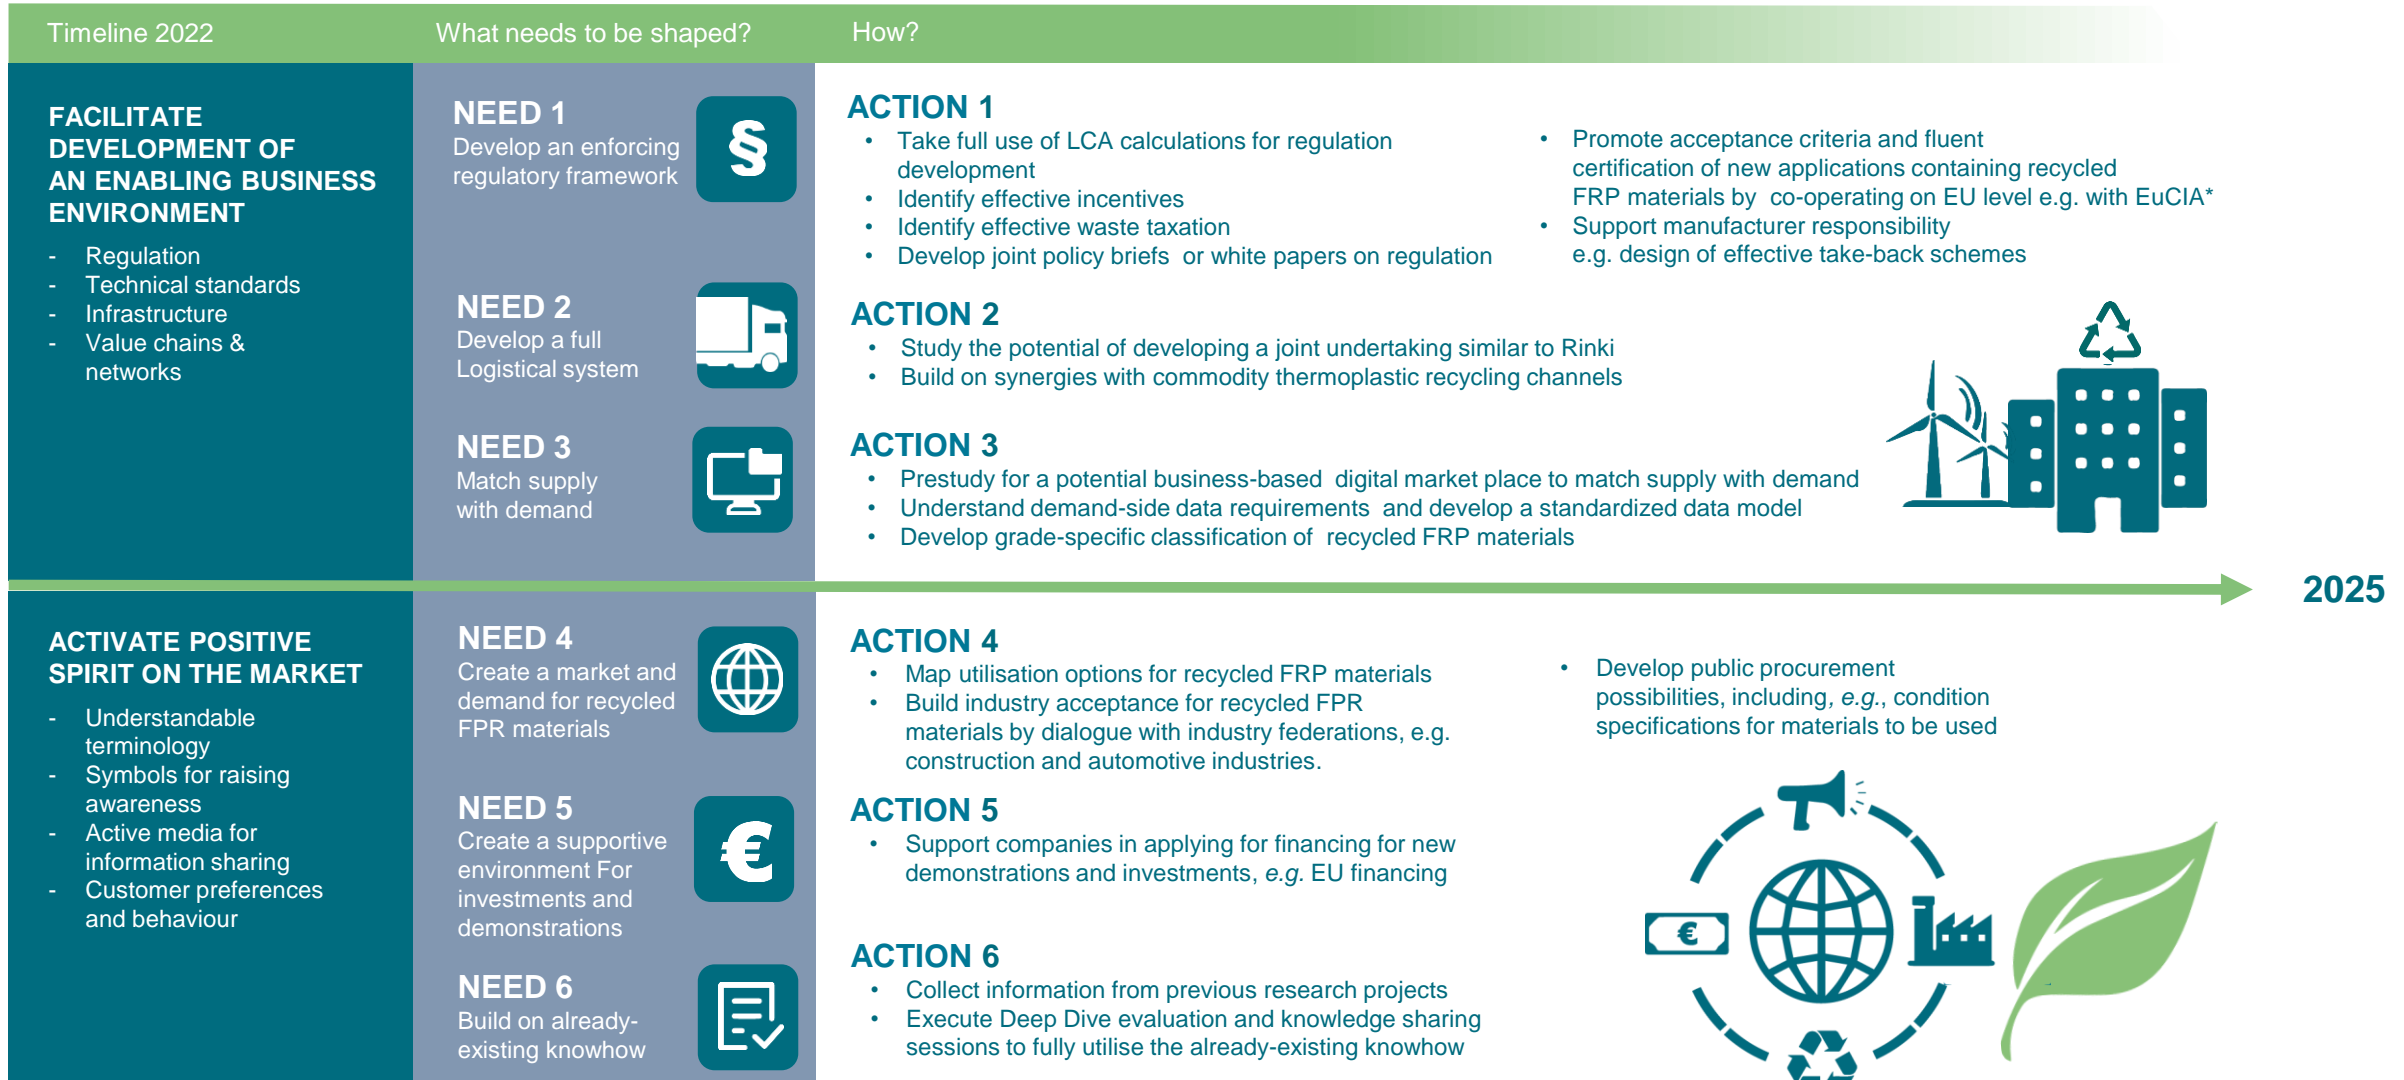 Timeline 2022
What needs to be shaped?
How?
FACILITATE
DEVELOPMENT OF
AN ENABLING BUSINESS
ENVIRONMENT
- Regulation
- Technical standards
- Infrastructure
- Value chains &
networks
NEED 1
Develop an enforcing
regulatory framework
§
ACTION 1
• Take full use of LCA calculations for regulation
development
• Identify effective incentives
• Identify effective waste taxation
• Develop joint policy briefs or white papers on regulation
• Promote acceptance criteria and fluent
certification of new applications containing recycled
FRP materials by co-operating on EU level e.g. with EuCIA*
• Support manufacturer responsibility
e.g. design of effective take-back schemes
NEED 2
Develop a full
Logistical system
ACTION 2
• Study the potential of developing a joint undertaking similar to Rinki
• Build on synergies with commodity thermoplastic recycling channels
NEED 3
Match supply
with demand
ACTION 3
• Prestudy for a potential business-based digital market place to match supply with demand
• Understand demand-side data requirements and develop a standardized data model
• Develop grade-specific classification of recycled FRP materials
2025
ACTIVATE POSITIVE
SPIRIT ON THE MARKET
- Understandable
terminology
- Symbols for raising
awareness
- Active media for
information sharing
- Customer preferences
and behaviour
NEED 4
Create a market and
demand for recycled
FPR materials
ACTION 4
• Map utilisation options for recycled FRP materials
• Build industry acceptance for recycled FPR
materials by dialogue with industry federations, e.g.
construction and automotive industries.
• Develop public procurement
possibilities, including, e.g., condition
specifications for materials to be used
NEED 5
Create a supportive
environment For
investments and
demonstrations
€
ACTION 5
• Support companies in applying for financing for new
demonstrations and investments, e.g. EU financing
€
NEED 6
Build on already-
existing knowhow
ACTION 6
• Collect information from previous research projects
• Execute Deep Dive evaluation and knowledge sharing
sessions to fully utilise the already-existing knowhow